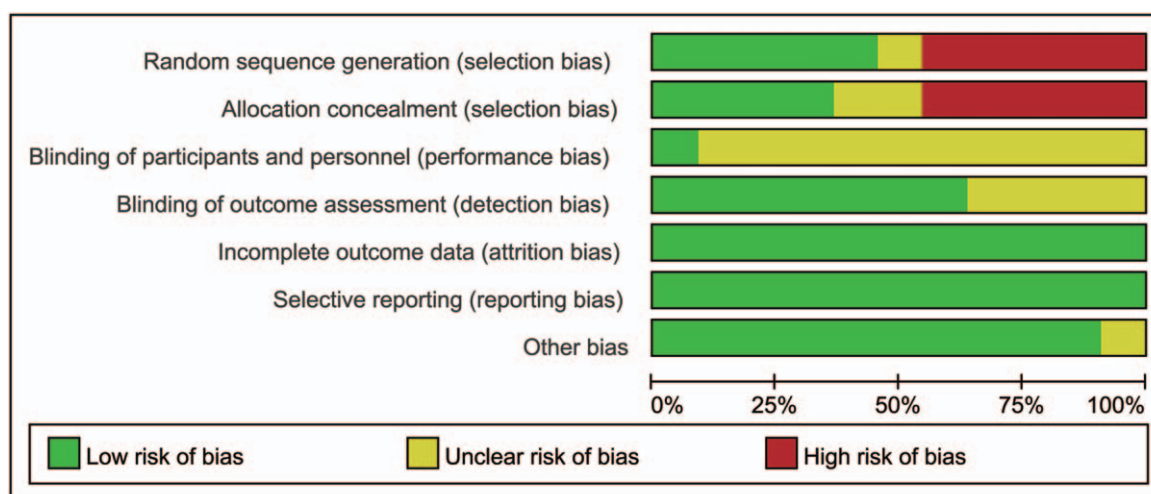 Random sequence generation (selection bias)
Allocation concealment (selection bias)
Blinding of participants and personnel (performance bias)
Blinding of outcome assessment (detection bias)
Incomplete outcome data (attrition bias)
Selective reporting (reporting bias)
Other bias
0% 25% 50% 75% 100%
Low risk of bias Unclear risk of bias High risk of bias